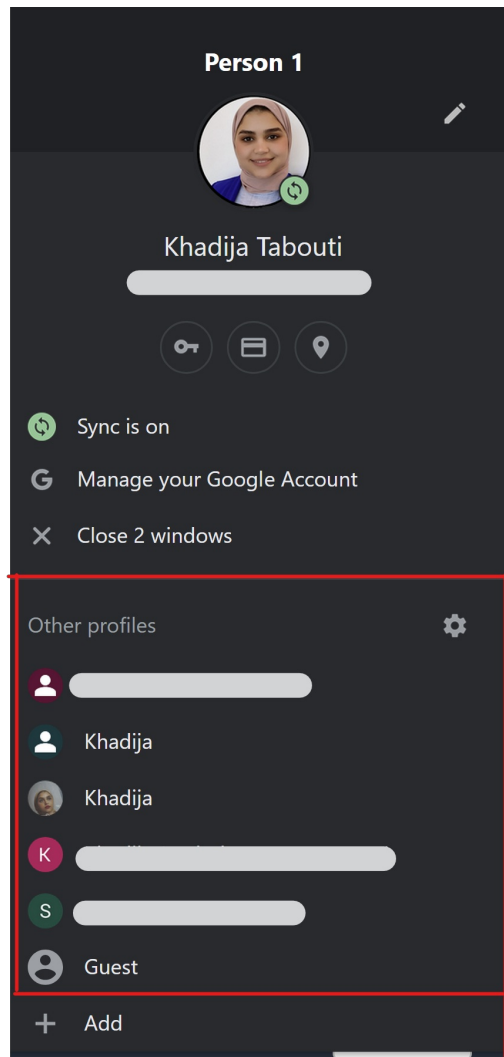 Person 1
Khadija Tabouti
Sync is on
G Manage your Google Account
Close 2 windows
Other profiles
Khadija
Khadija
K
S
Guest
Add